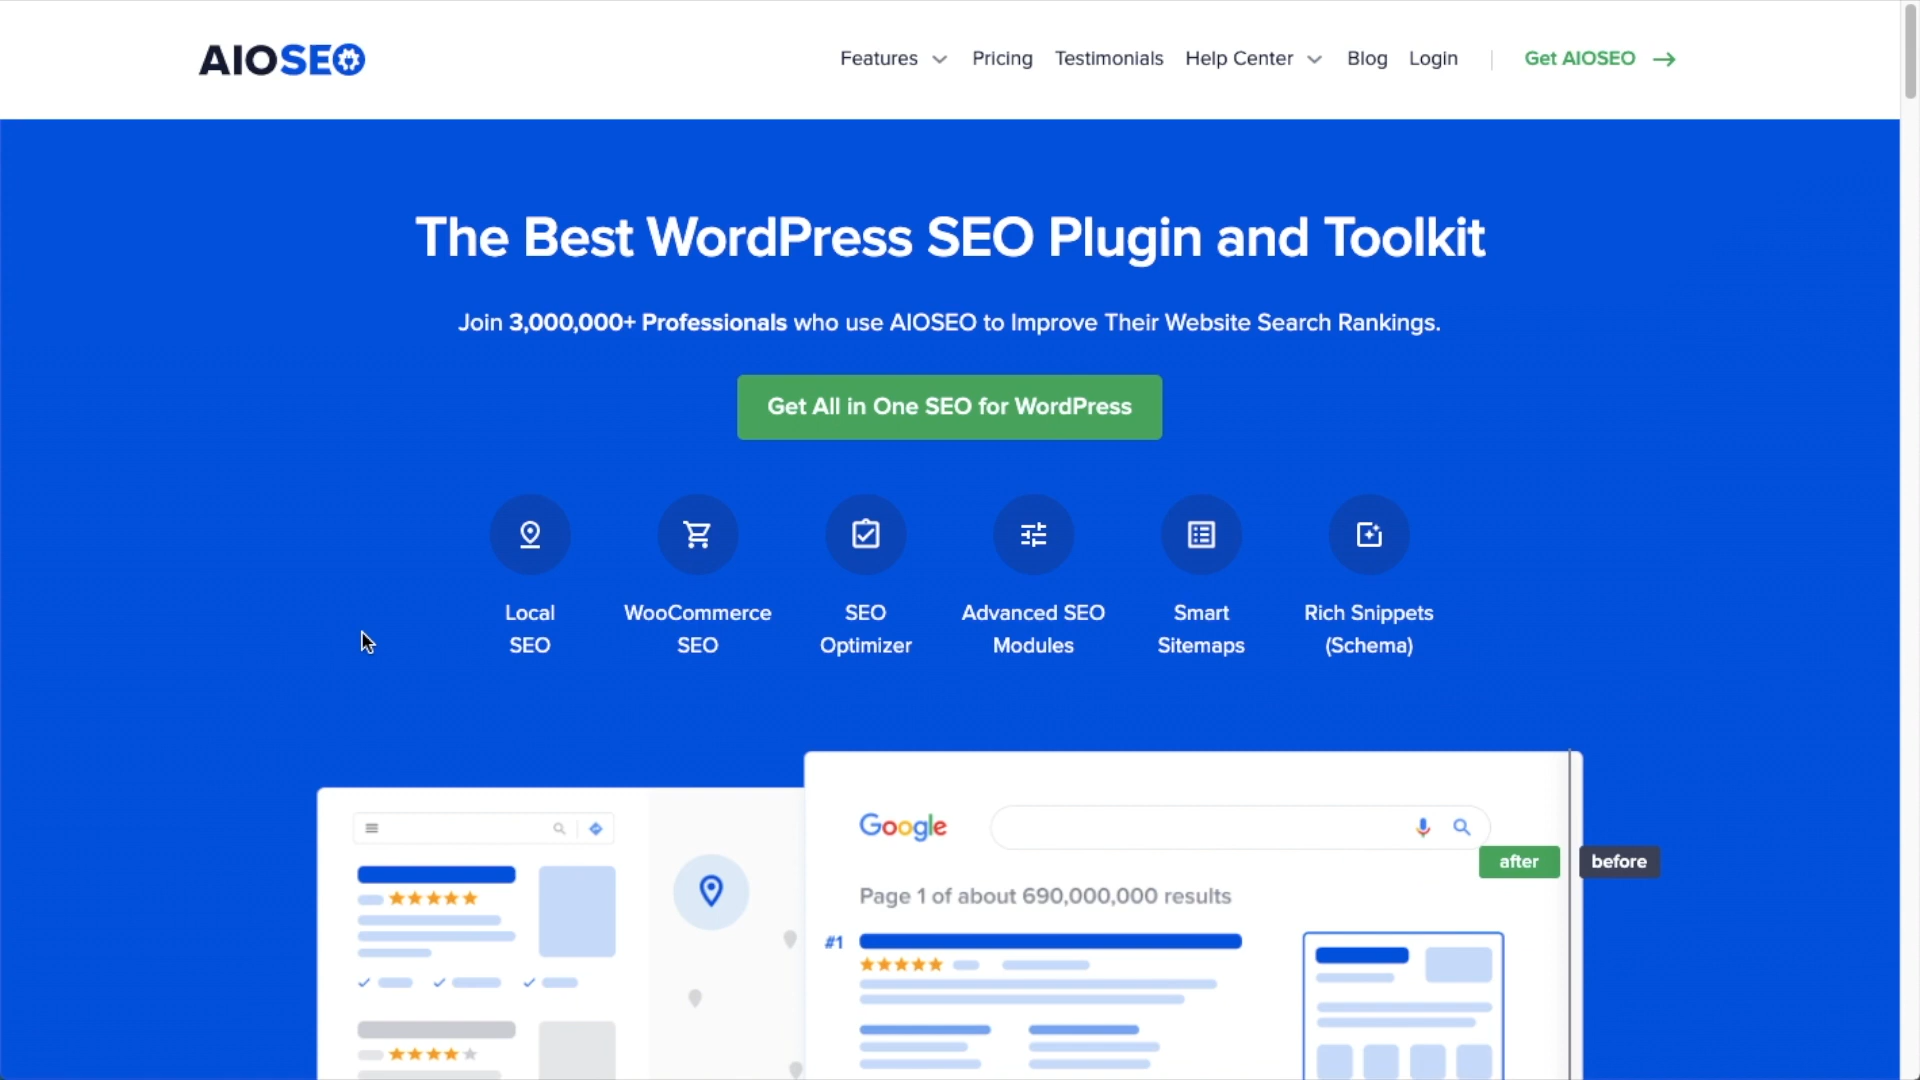 AIOSEO
Features Pricing Testimonials Help Center Blog Login Get AIOSEO →
The Best WordPress SEO Plugin and Toolkit
Join 3,000,000+ Professionals who use AIOSEO to Improve Their Website Search Rankings.
Get All in One SEO for WordPress
Local
SEO
WooCommerce
SEO
SEO
Optimizer
Advanced SEO
Modules
Smart
Sitemaps
Rich Snippets
(Schema)
Google
after before
Page 1 of about 690,000,000 results
#1